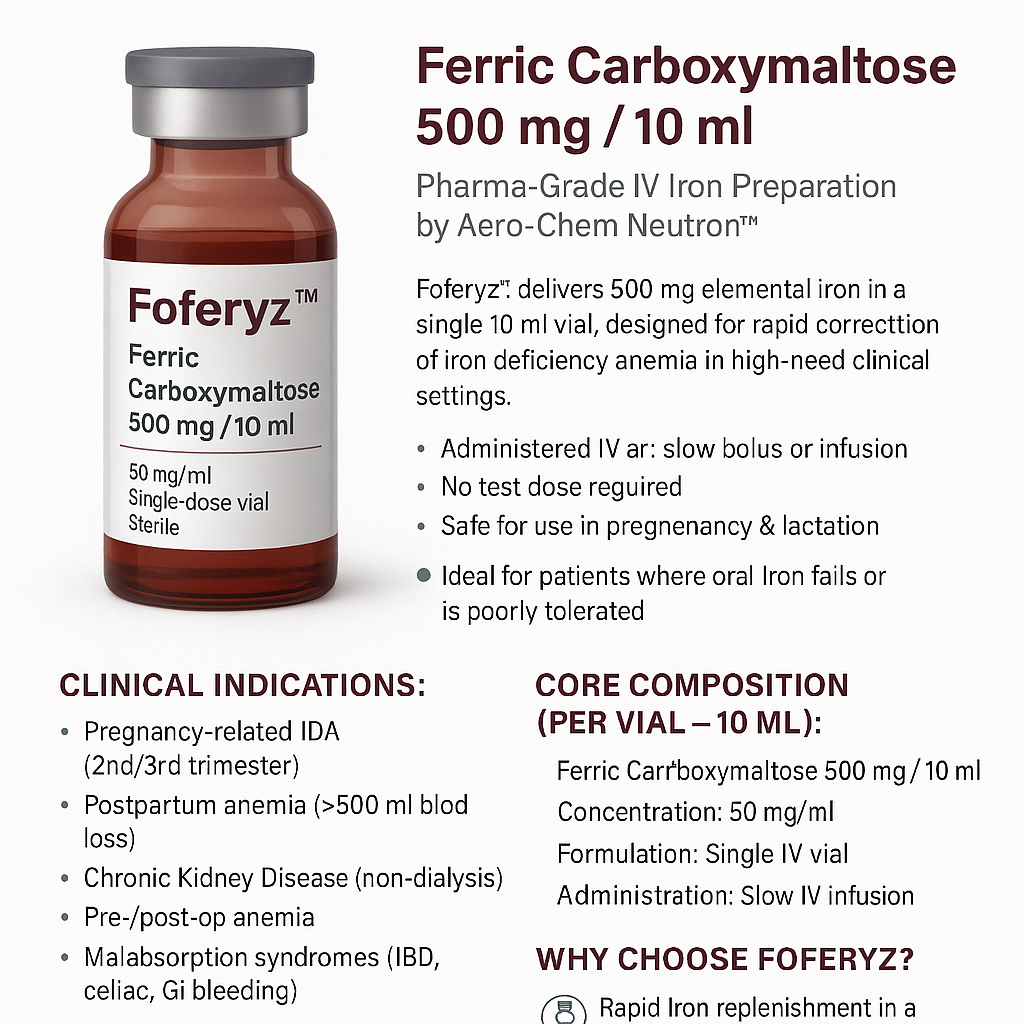 Ferric Carboxymaltose
500 mg / 10 ml
Pharma-Grade IV Iron Preparation
by Aero-Chem Neutron™
Foferyz™. delivers 500 mg elemental iron in a
single 10 ml vial, designed for rapid correcttion
of iron deficiency anemia in high-need clinical
settings.
• Administered IV ar: slow bolus or infusion
• No test dose reguired
• Safe for use in pregnenancy & lactation
• Ideal for patients where oral Iron fails or
is poorly tolerated
Foferyz™
Ferric
Carboxymaltose
500 mg / 10 ml
50 mg/ml
Single-dose vial
Sterile
CLINICAL INDICATIONS:
• Pregnancy-related IDA
(2nd/3rd trimester)
• Postpartum anemia (>500 ml blod
loss)
• Chronic Kidney Disease (non-dialysis)
• Pre-/post-op anemia
• Malabsorption syndromes (IBD,
celiac, Gi bleeding)
CORE COMPOSITION
(PER VIAL – 10 ML):
Ferric Carr'boxymaltose 500 mg / 10 ml
Concentration: 50 mg/ml
Formulation: Single IV vial
Administration: Slow IV infusion
WHY CHOOSE FOFERYZ?
Rapid Iron replenishment in a